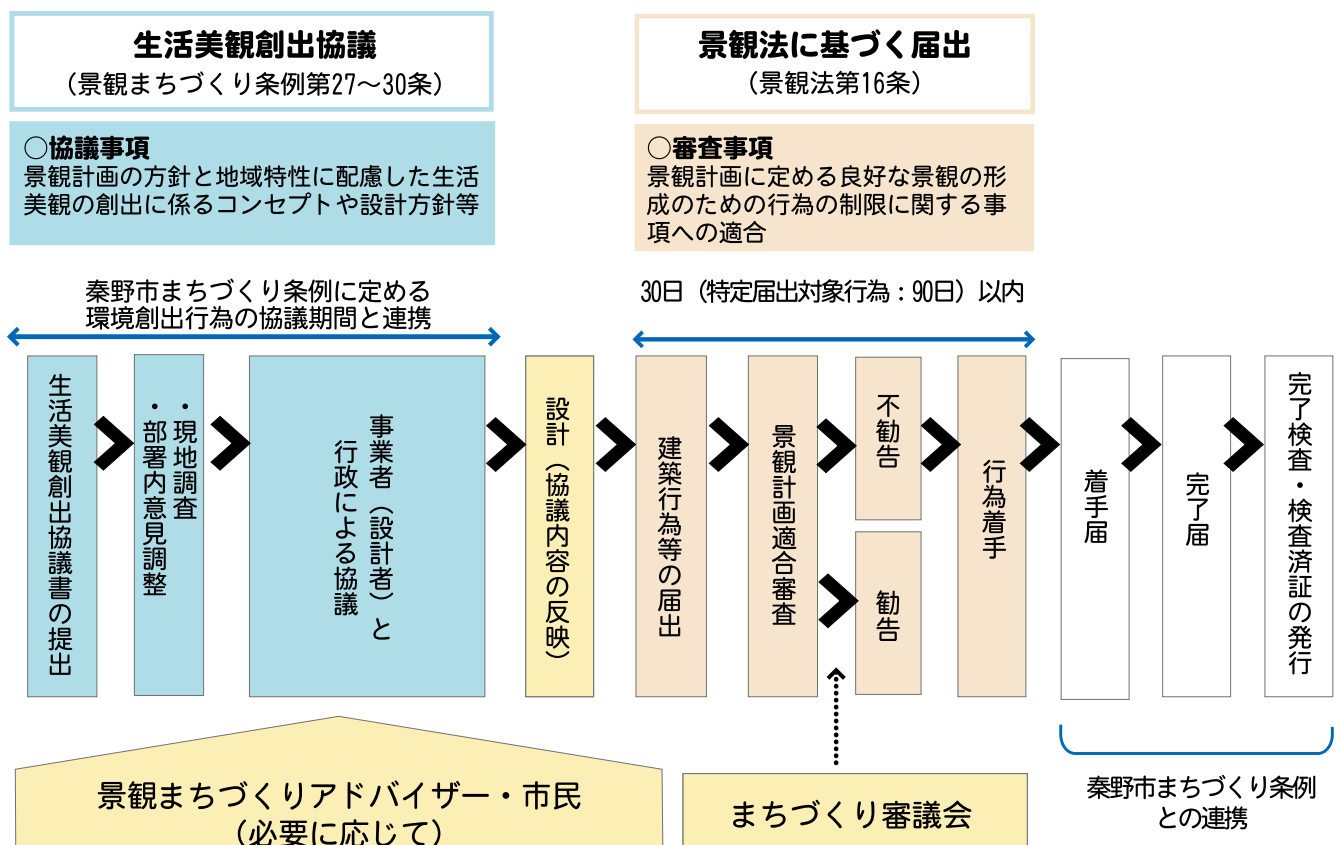 生活美観創出協議
（景観まちづくり条例第27～30条）
○協議事項
景観計画の方針と地域特性に配慮した生活
美観の創出に係るコンセプトや設計方針等
秦野市まちづくり条例に定める
環境創出行為の協議期間と連携
景観法に基づく届出
（景観法第16条）
○審査事項
景観計画に定める良好な景観の形
成のための行為の制限に関する事
項への適合
30日（特定届出対象行為：90日）以内
生活美観創出協議書の提出
・現地調査
・部署内意見調整
事業者（設計者）と
行政による協議
設計（協議内容の反映）
建築行為等の届出
景観計画適合審査
不勧告
勧告
行為着手
着手届
完了届
完了検査・検査済証の発行
景観まちづくりアドバイザー・市民
（必要に応じて）
まちづくり審議会
秦野市まちづくり条例
との連携